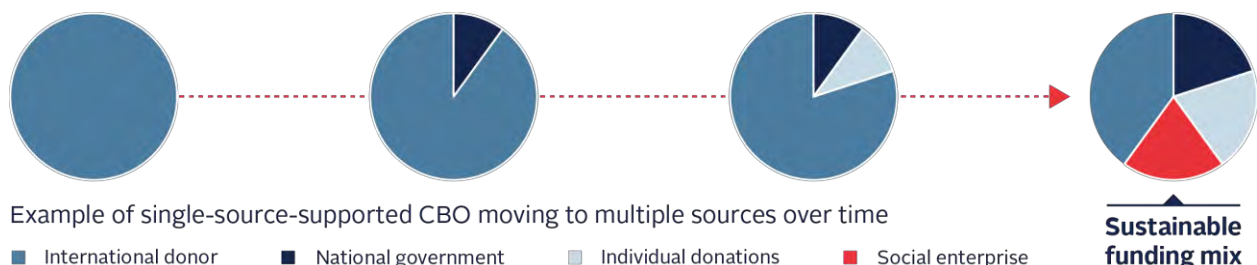 Example of single-source-supported CBO moving to multiple sources over time
International donor
National government
Individual donations
Social enterprise
Sustainable
funding mix